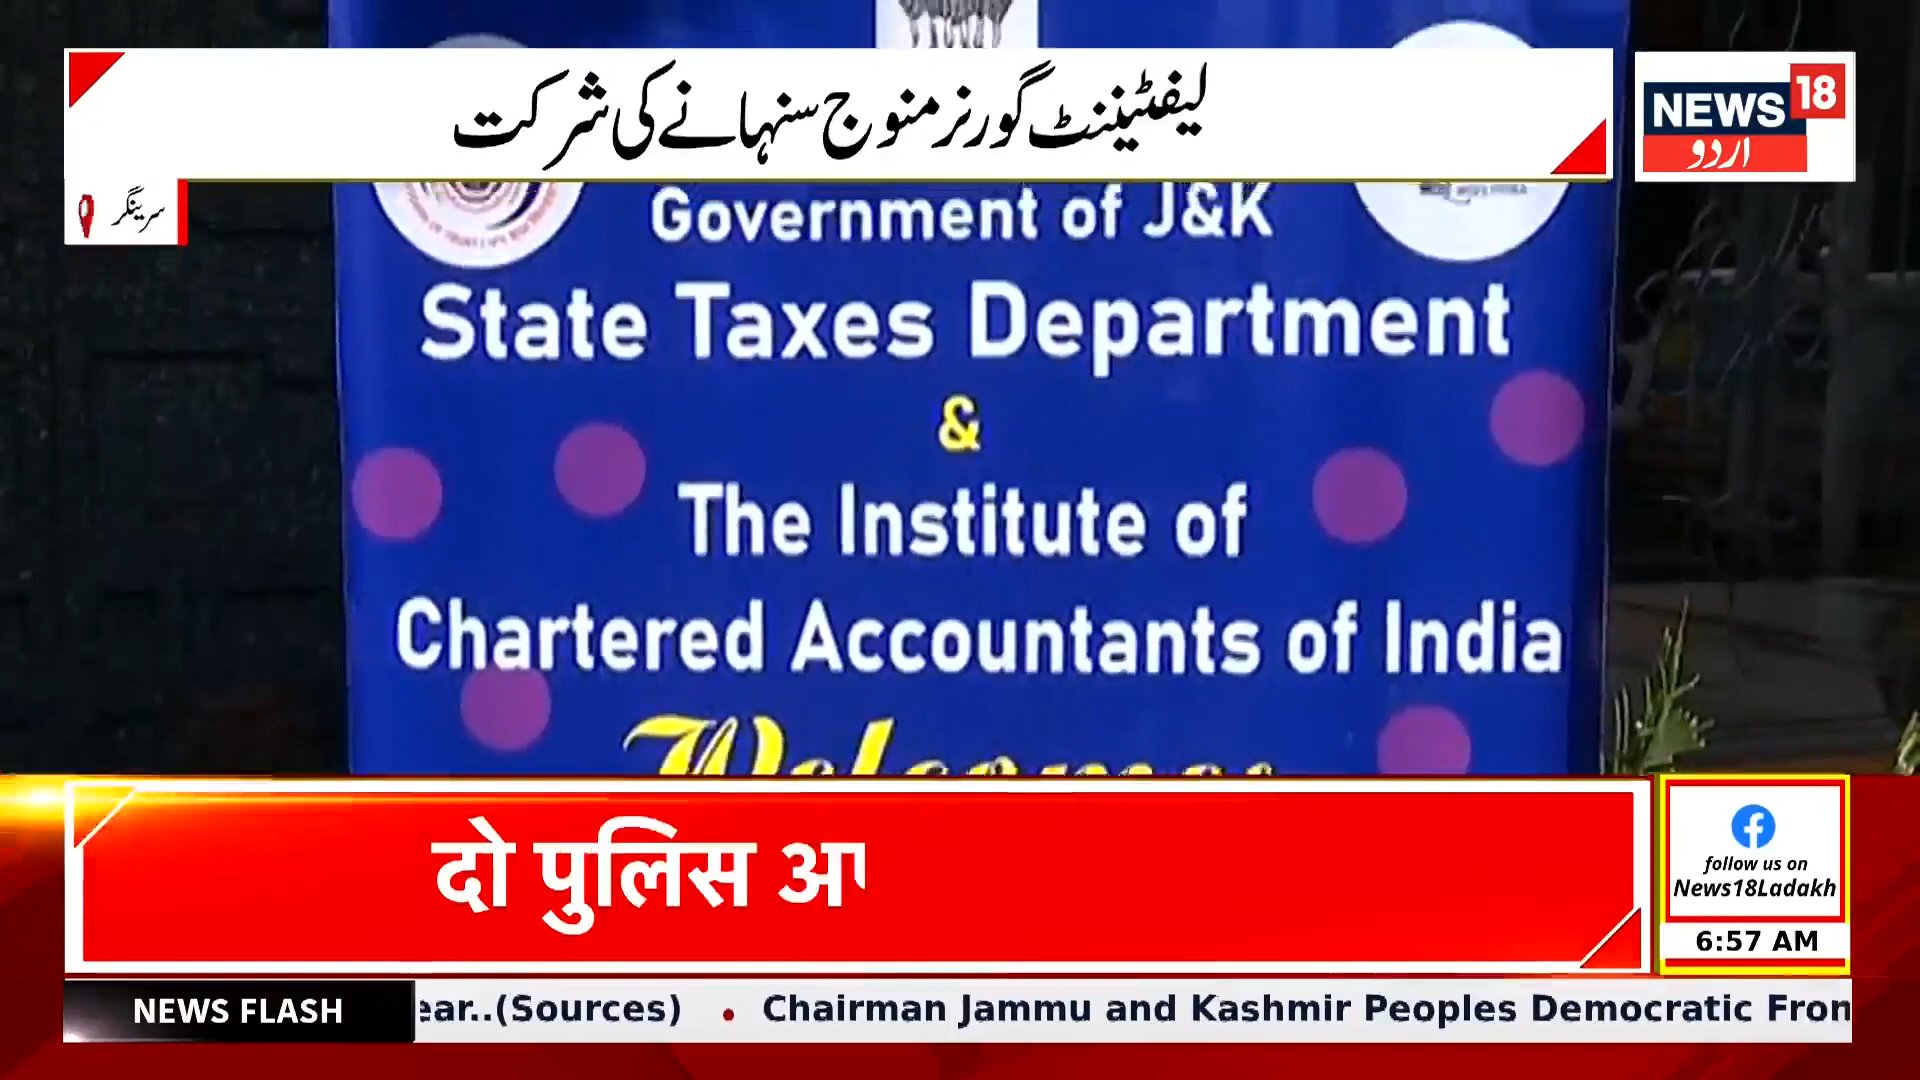 لیفٹیننٹ گورنر منوج سنہا نے کی شرکت
NEWS 18
اردو
سرینگر
Government of J&K
State Taxes Department
&
The Institute of
Chartered Accountants of India
Welcomes
दो पुलिस
follow us on
News18Ladakh
6:57 AM
NEWS FLASH
ear..(Sources) • Chairman Jammu and Kashmir Peoples Democratic Fron